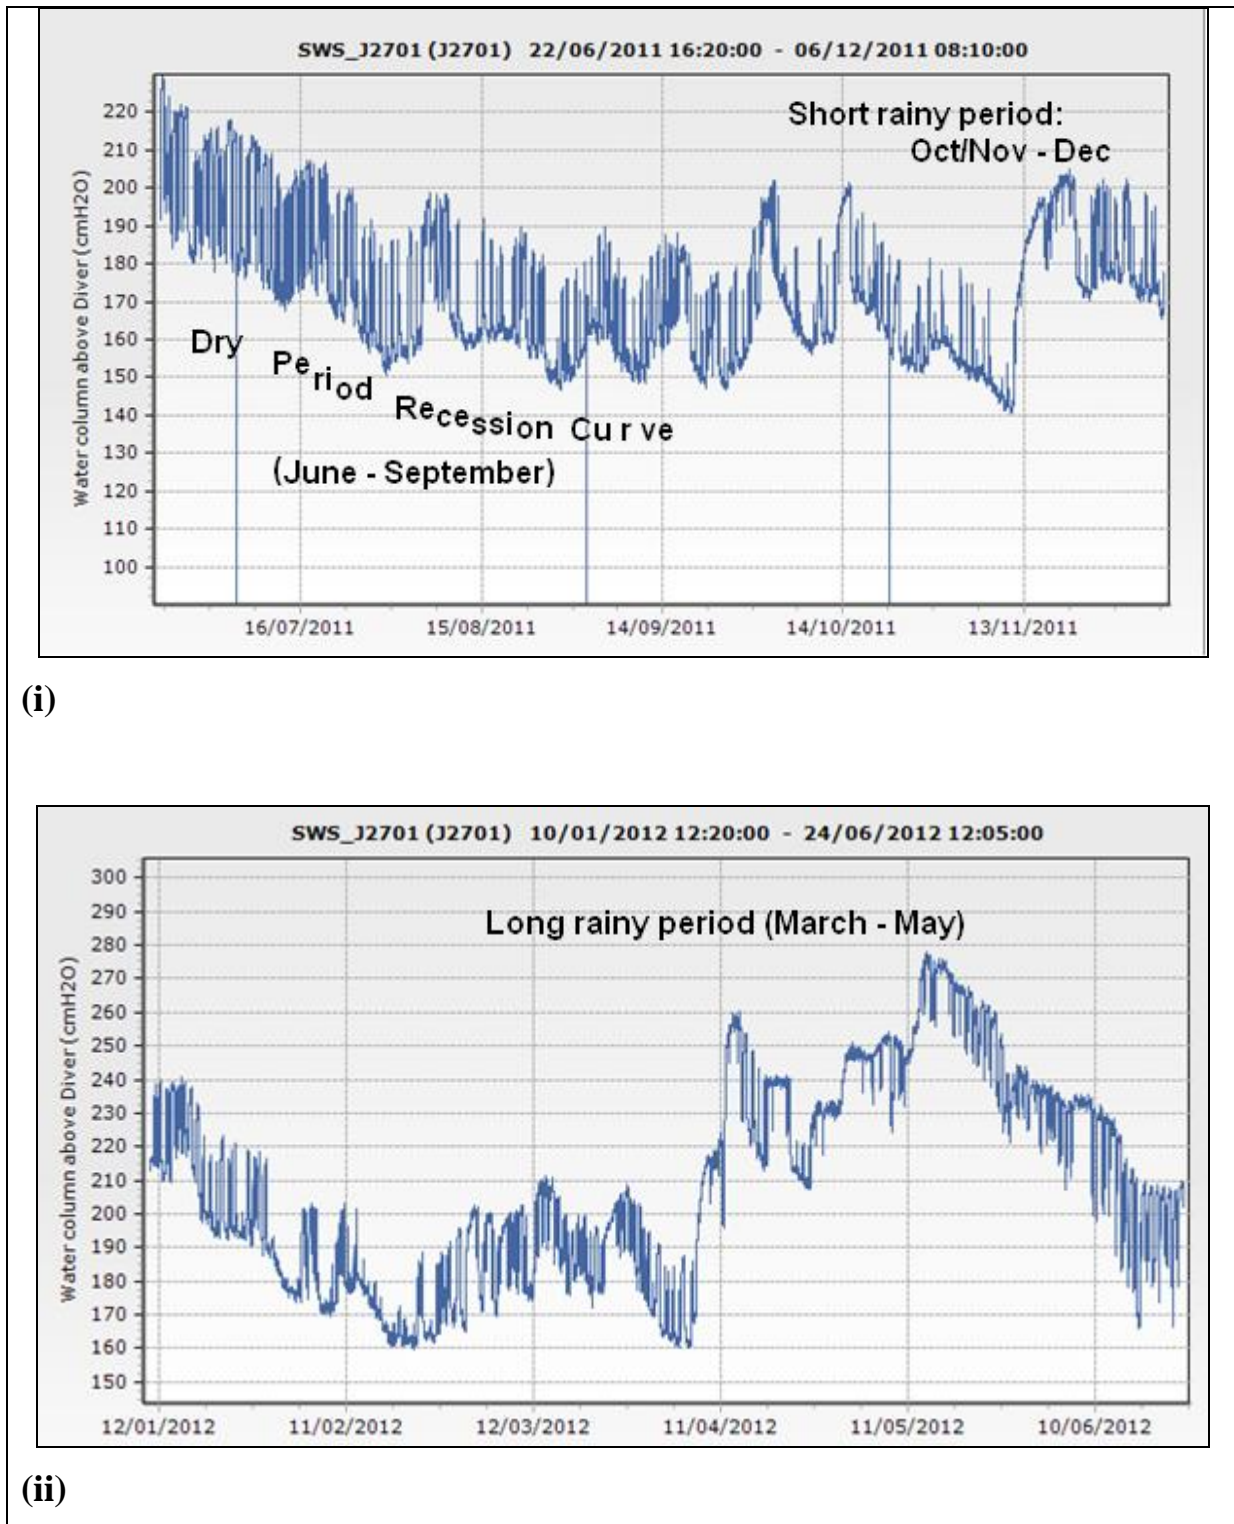 SWS_J2701 (J2701)  22/06/2011 16:20:00  -  06/12/2011 08:10:00
Short rainy period:
Oct/Nov - Dec
Water column above Diver (cmH2O)
220
210
200
190
180
170
160
150
140
130
120
110
100
Dry Period Recession Curve
(June - September)
16/07/2011 15/08/2011 14/09/2011 14/10/2011 13/11/2011
(i)
SWS_J2701 (J2701)  10/01/2012 12:20:00  -  24/06/2012 12:05:00
Long rainy period (March - May)
Water column above Diver (cmH2O)
300
290
280
270
260
250
240
230
220
210
200
190
180
170
160
150
12/01/2012 11/02/2012 12/03/2012 11/04/2012 11/05/2012 10/06/2012
(ii)